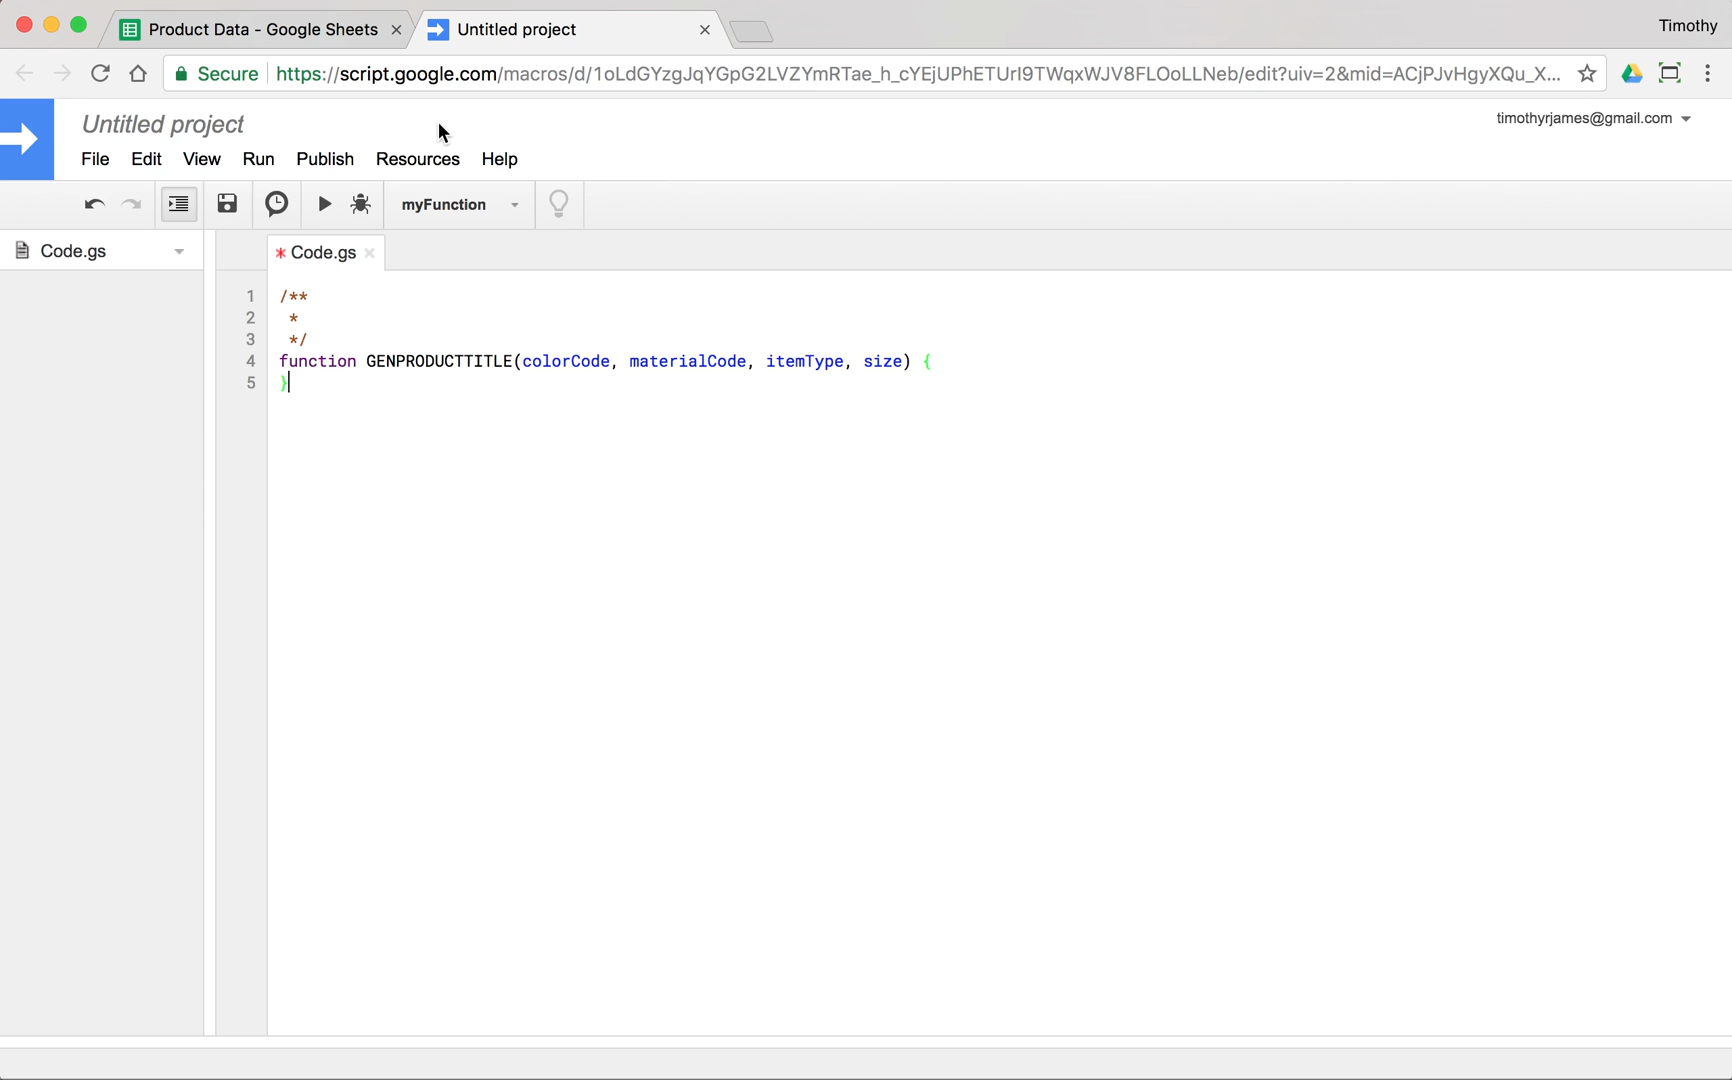 Product Data - Google Sheets
Untitled project
Timothy
Secure https://script.google.com/macros/d/1oLdGYzgJqYGpG2LVZYmRTae_h_cYEjUPhETUrI9TWqxWJV8FLOoLLNeb/edit?uiv=2&mid=ACjPJvHgyXQu_X...
Untitled project
timothyrjames@gmail.com
File Edit View Run Publish Resources Help
myFunction
Code.gs
* Code.gs
1 /**
2 *
3 */
4 function GENPRODUCTTITLE(colorCode, materialCode, itemType, size) {
5 }